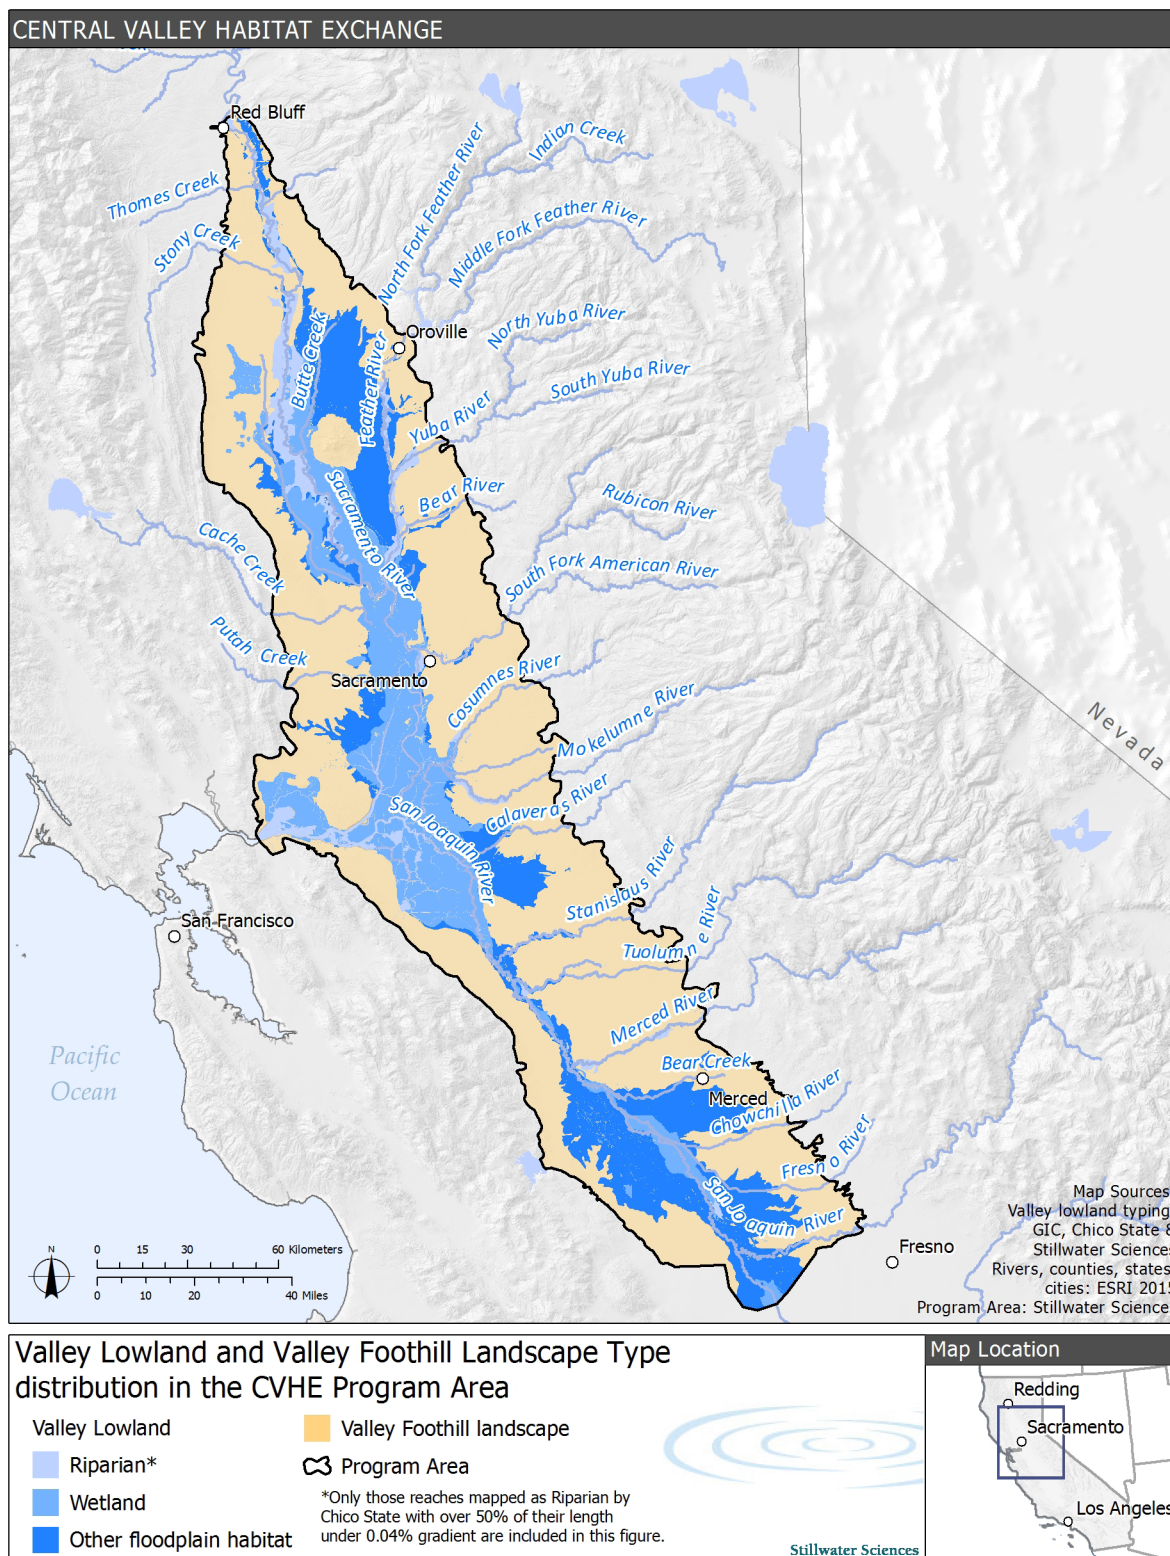 CENTRAL VALLEY HABITAT EXCHANGE
Red Bluff
Indian Creek
North Fork Feather River
Thomes Creek
Middle Fork Feather River
Stony Creek
North Yuba River
Oroville
Butte Creek
Feather River
South Yuba River
Yuba River
Bear River
Sacramento River
Rubicon River
Cache Creek
South Fork American River
Putah Creek
Sacramento
Cosumnes River
Mokelumne River
Nevada
San Joaquin River
Calaveras River
Stanislaus River
San Francisco
Tuolumne River
Merced River
Pacific
Ocean
Bear Creek
Merced
Chowchilla River
Fresno River
San Joaquin River
Fresno
Map Sources
Valley lowland typing
GIC, Chico State &
Stillwater Sciences
Rivers, counties, states
cities: ESRI 2015
Program Area: Stillwater Science
N
0 15 30 60 Kilometers
0 10 20 40 Miles
Valley Lowland and Valley Foothill Landscape Type
distribution in the CVHE Program Area
Valley Lowland
Riparian*
Wetland
Other floodplain habitat
Valley Foothill landscape
Program Area
*Only those reaches mapped as Riparian by
Chico State with over 50% of their length
under 0.04% gradient are included in this figure.
Stillwater Sciences
Map Location
Redding
Sacramento
Los Angeles